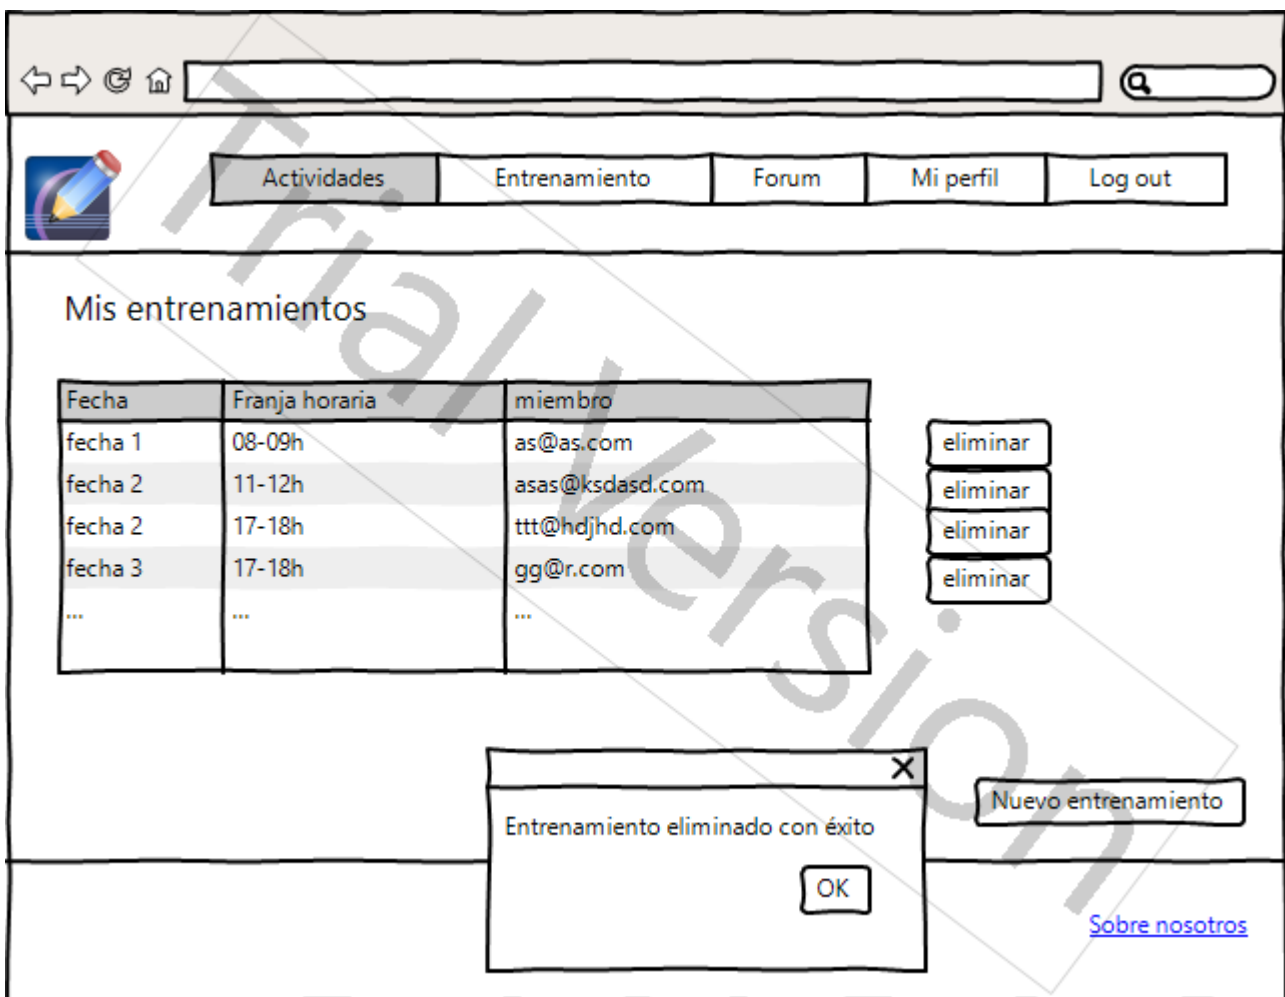 Actividades Entrenamiento Forum Mi perfil Log out
Mis entrenamientos
Fecha Franja horaria miembro
fecha 1 08-09h as@as.com eliminar
fecha 2 11-12h asas@ksdasd.com eliminar
fecha 2 17-18h ttt@hdjhd.com eliminar
fecha 3 17-18h gg@r.com eliminar
... ... ...
Nuevo entrenamiento
Entrenamiento eliminado con éxito
OK
Sobre nosotros
Trial Version